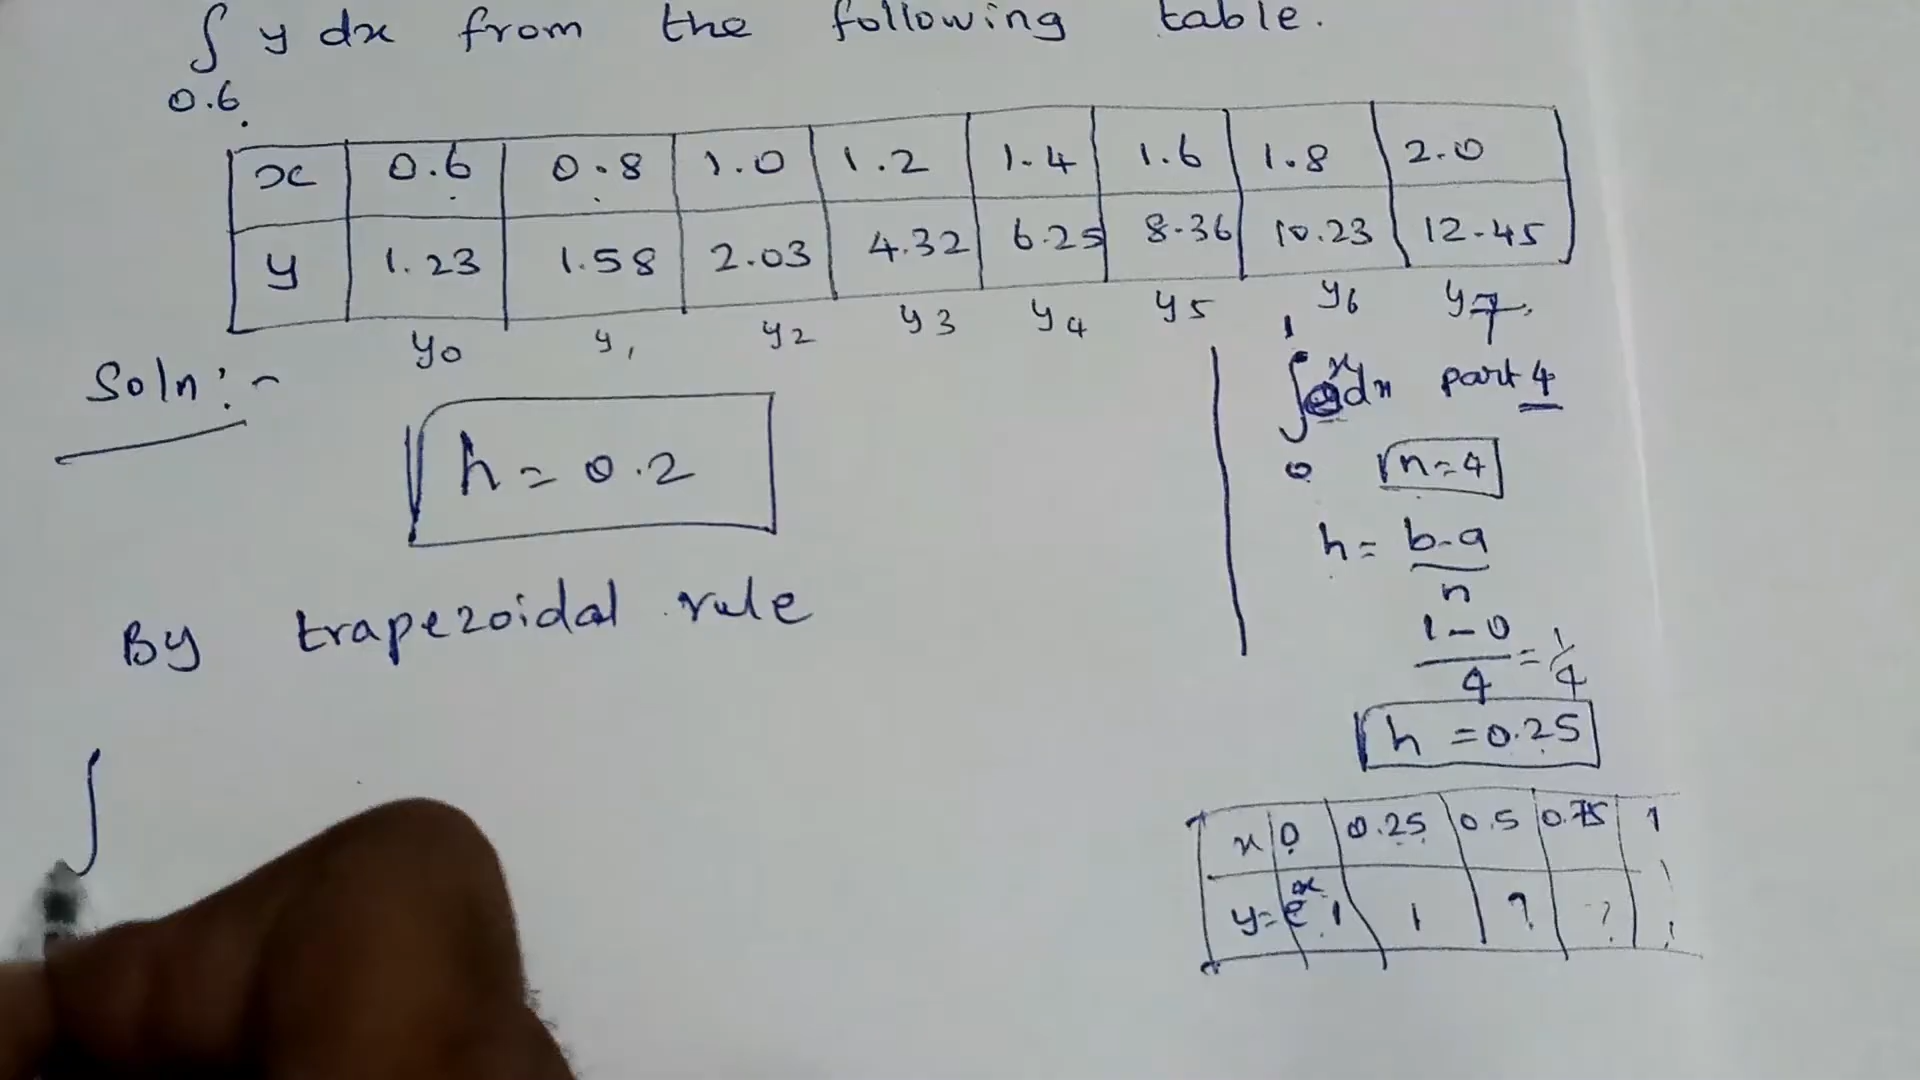 ∫ y dx from the following table.
0.6
x 0.6 0.8 1.0 1.2 1.4 1.6 1.8 2.0
y 1.23 1.58 2.03 4.32 6.25 8.36 10.23 12.45
y0 y1 y2 y3 y4 y5 y6 y7
Soln:-
h = 0.2
By trapezoidal rule
∫
1
∫ e^x dx part 4
0
n=4
h = b-a
n
1-0
4 = 1/4
h = 0.25
x 0 0.25 0.5 0.75 1
y=e^x 1 1 ? ? !